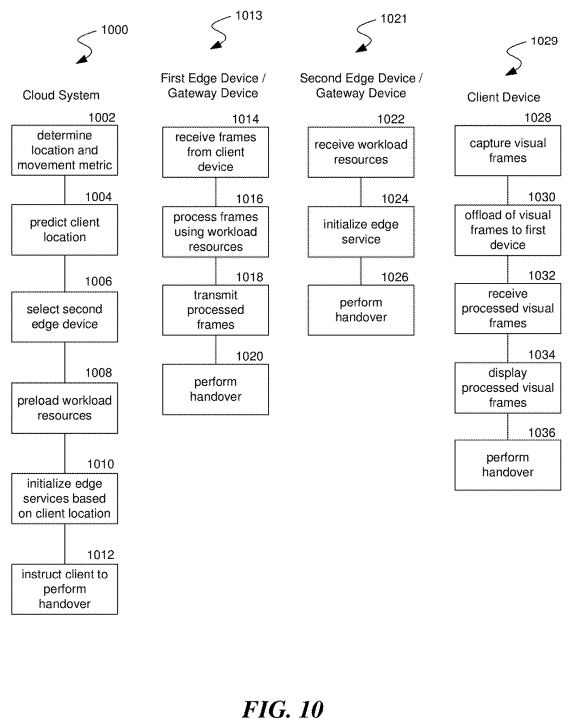 1000
Cloud System
1002
determine
location and
movement metric
1004
predict client
location
1006
select second
edge device
1008
preload workload
resources
1010
initialize edge
services based
on client location
1012
instruct client to
perform
handover
1013
First Edge Device /
Gateway Device
1014
receive frames
from client
device
1016
process frames
using workload
resources
1018
transmit
processed
frames
1020
perform
handover
1021
Second Edge Device /
Gateway Device
1022
receive workload
resources
1024
initialize edge
service
1026
perform
handover
1029
Client Device
1028
capture visual
frames
1030
offload of visual
frames to first
device
1032
receive
processed visual
frames
1034
display
processed visual
frames
1036
perform
handover
FIG. 10